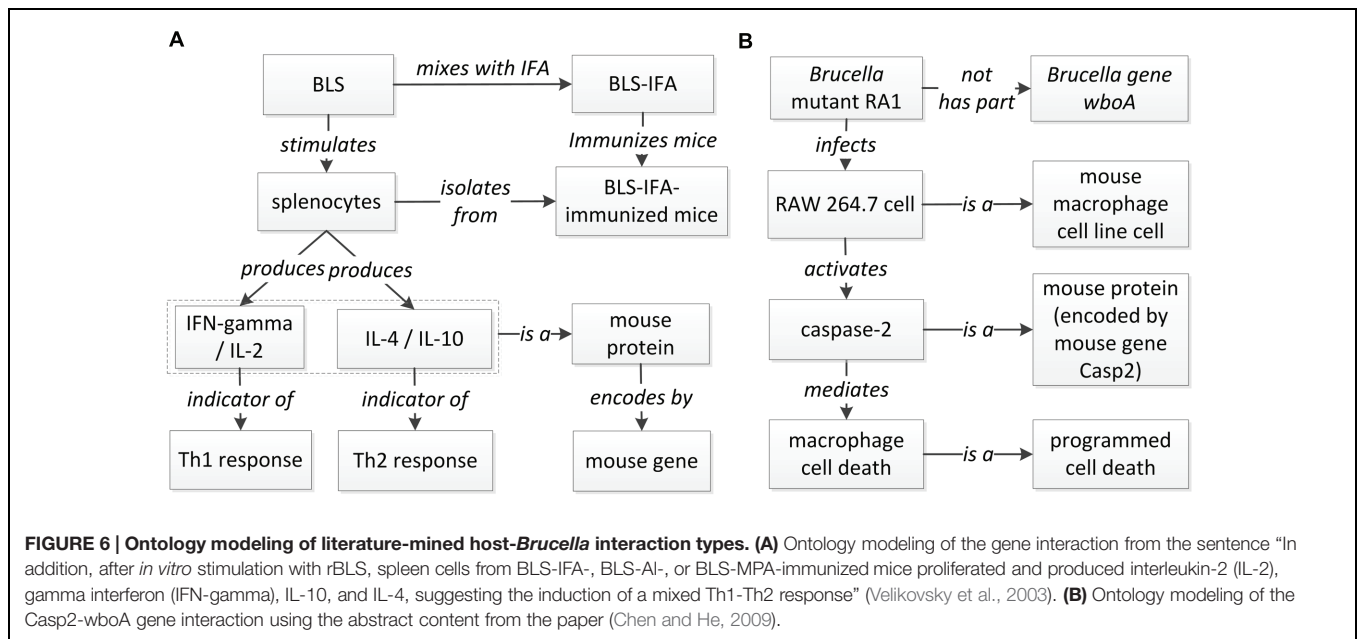 A
BLS
mixes with IFA
BLS-IFA
stimulates
Immunizes mice
splenocytes
isolates
from
BLS-IFA-
immunized mice
produces produces
IFN-gamma
/ IL-2
IL-4 / IL-10
is a
mouse
protein
indicator of
indicator of
encodes by
Th1 response
Th2 response
mouse gene
B
Brucella
mutant RA1
not
has part
Brucella gene
wboA
infects
RAW 264.7 cell
is a
mouse
macrophage
cell line cell
activates
caspase-2
is a
mouse protein
(encoded by
mouse gene
Casp2)
mediates
macrophage
cell death
is a
programmed
cell death
FIGURE 6 | Ontology modeling of literature-mined host-Brucella interaction types. (A) Ontology modeling of the gene interaction from the sentence “In
addition, after in vitro stimulation with rBLS, spleen cells from BLS-IFA-, BLS-Al-, or BLS-MPA-immunized mice proliferated and produced interleukin-2 (IL-2),
gamma interferon (IFN-gamma), IL-10, and IL-4, suggesting the induction of a mixed Th1-Th2 response” (Velikovsky et al., 2003). (B) Ontology modeling of the
Casp2-wboA gene interaction using the abstract content from the paper (Chen and He, 2009).